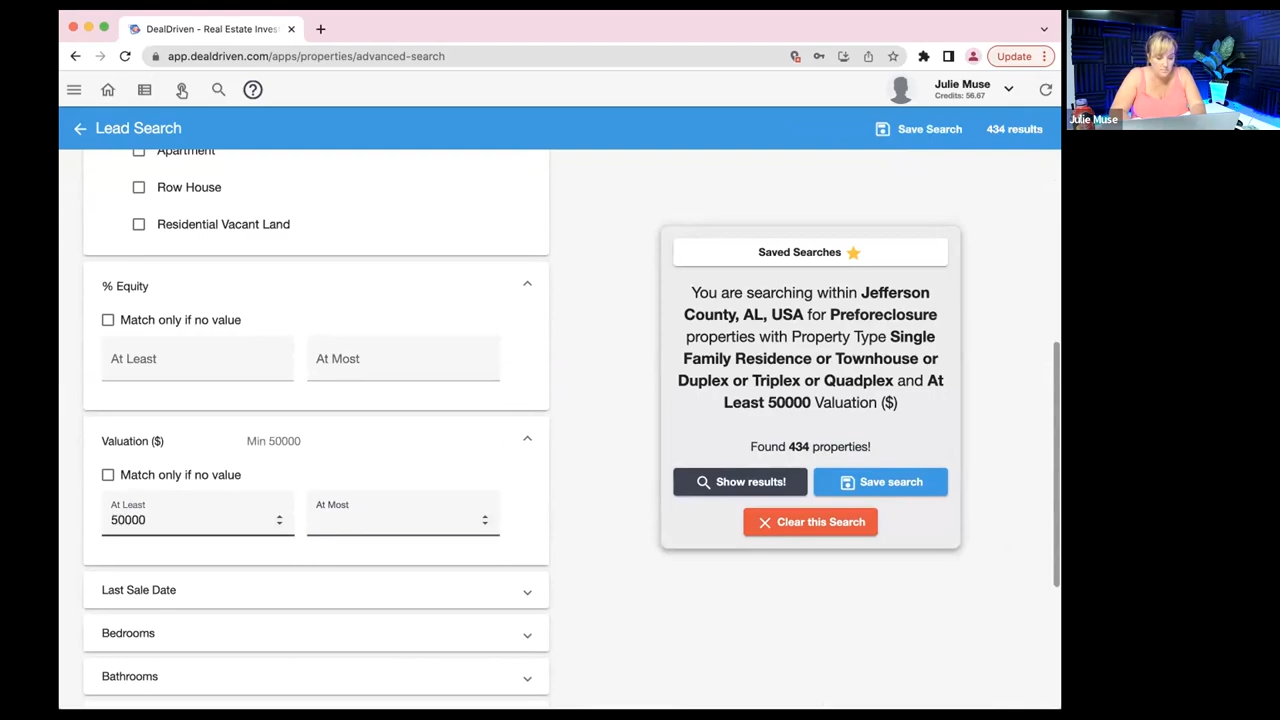 DealDriven - Real Estate Inves
app.dealdriven.com/apps/properties/advanced-search
Update
Julie Muse
Credits: 56.67
Julie Muse
Lead Search
Save Search
434 results
Apartment
Row House
Residential Vacant Land
% Equity
Match only if no value
At Least
At Most
Valuation ($)
Min 50000
Match only if no value
At Least
50000
At Most
Last Sale Date
Bedrooms
Bathrooms
Saved Searches
You are searching within Jefferson
County, AL, USA for Preforeclosure
properties with Property Type Single
Family Residence or Townhouse or
Duplex or Triplex or Quadplex and At
Least 50000 Valuation ($)
Found 434 properties!
Show results!
Save search
Clear this Search